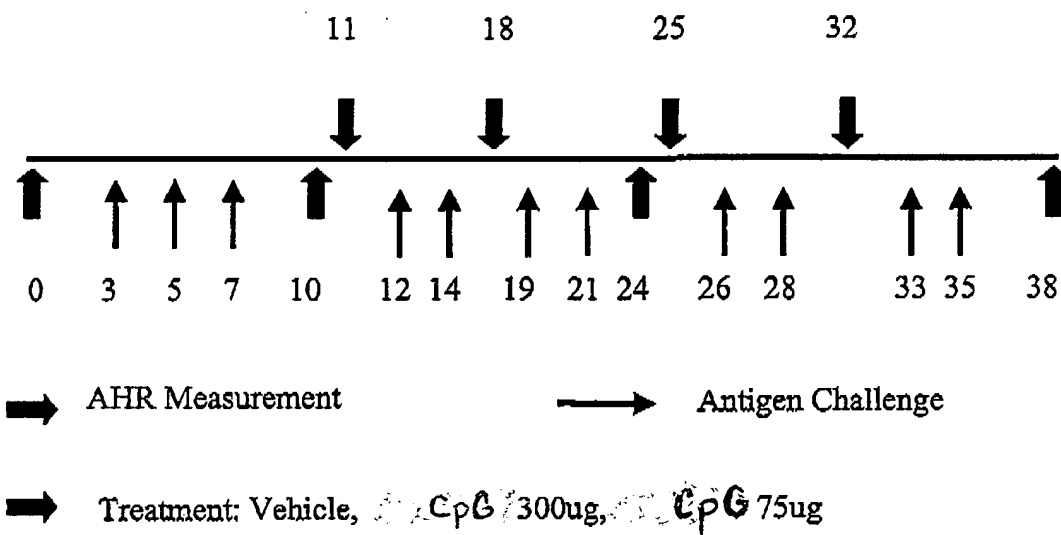 11 18 25 32
0 3 5 7 10 12 14 19 21 24 26 28 33 35 38
AHR Measurement Antigen Challenge
Treatment: Vehicle, CpG 300ug, CpG 75ug